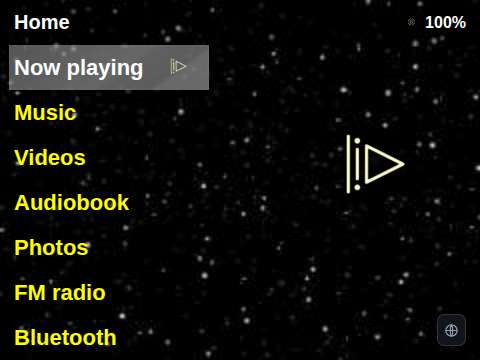 Home
100%
Now playing
Music
Videos
Audiobook
Photos
FM radio
Bluetooth